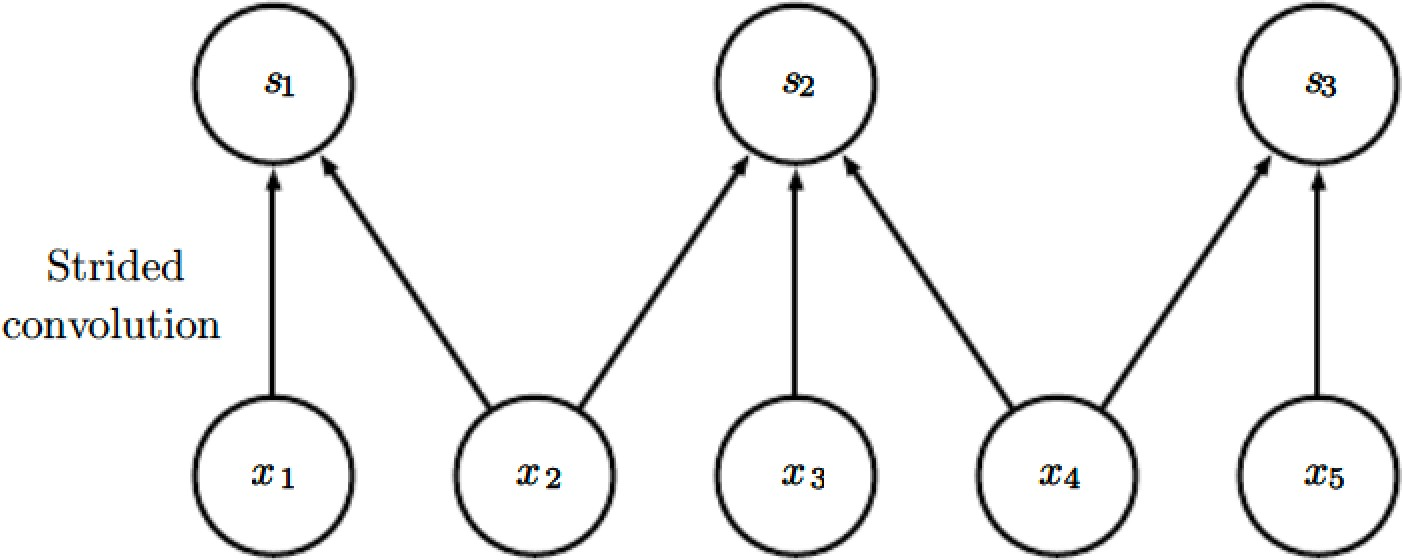 s1 s2 s3
Strided
convolution
x1 x2 x3 x4 x5